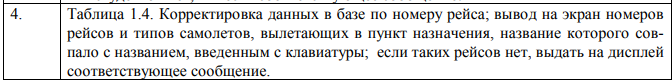 4. Таблица 1.4. Корректировка данных в базе по номеру рейса; вывод на экран номеров
рейсов и типов самолетов, вылетающих в пункт назначения, название которого сов-
пало с названием, введенным с клавиатуры; если таких рейсов нет, выдать на дисплей
соответствующее сообщение.